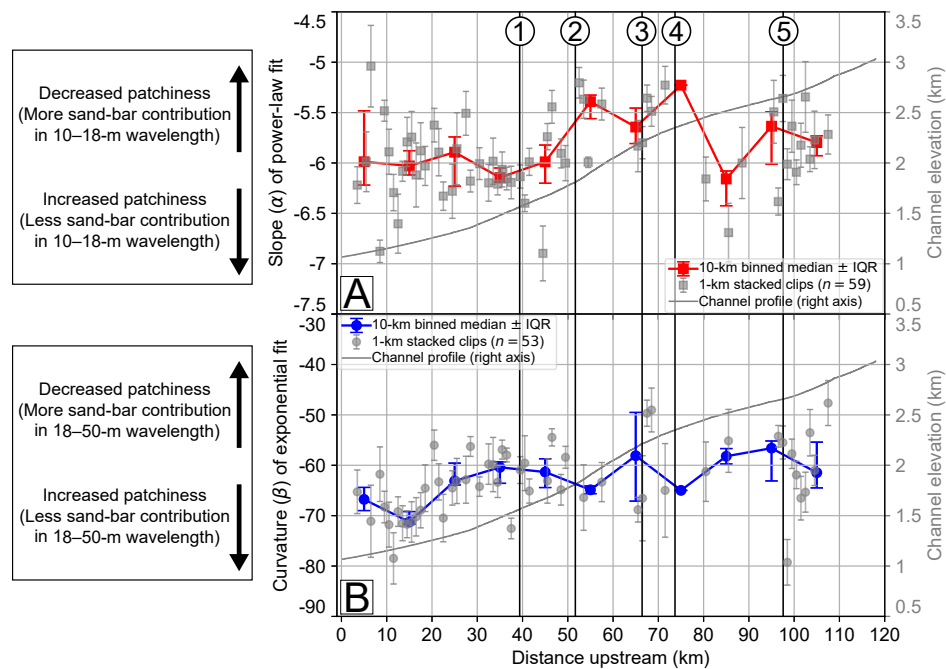 Decreased patchiness
(More sand-bar contribution
in 10–18-m wavelength)
Increased patchiness
(Less sand-bar contribution
in 10–18-m wavelength)
Decreased patchiness
(More sand-bar contribution
in 18–50-m wavelength)
Increased patchiness
(Less sand-bar contribution
in 18–50-m wavelength)
1 2 3 4 5
Slope (α) of power-law fit
-4.5
-5
-5.5
-6
-6.5
-7
-7.5
Channel elevation (km)
3.5
3
2.5
2
1.5
1
0.5
A
10-km binned median ± IQR
1-km stacked clips (n = 59)
Channel profile (right axis)
Curvature (β) of exponential fit
-30
-40
-50
-60
-70
-80
-90
Channel elevation (km)
3.5
3
2.5
2
1.5
1
0.5
10-km binned median ± IQR
1-km stacked clips (n = 53)
Channel profile (right axis)
B
0 10 20 30 40 50 60 70 80 90 100 110 120
Distance upstream (km)